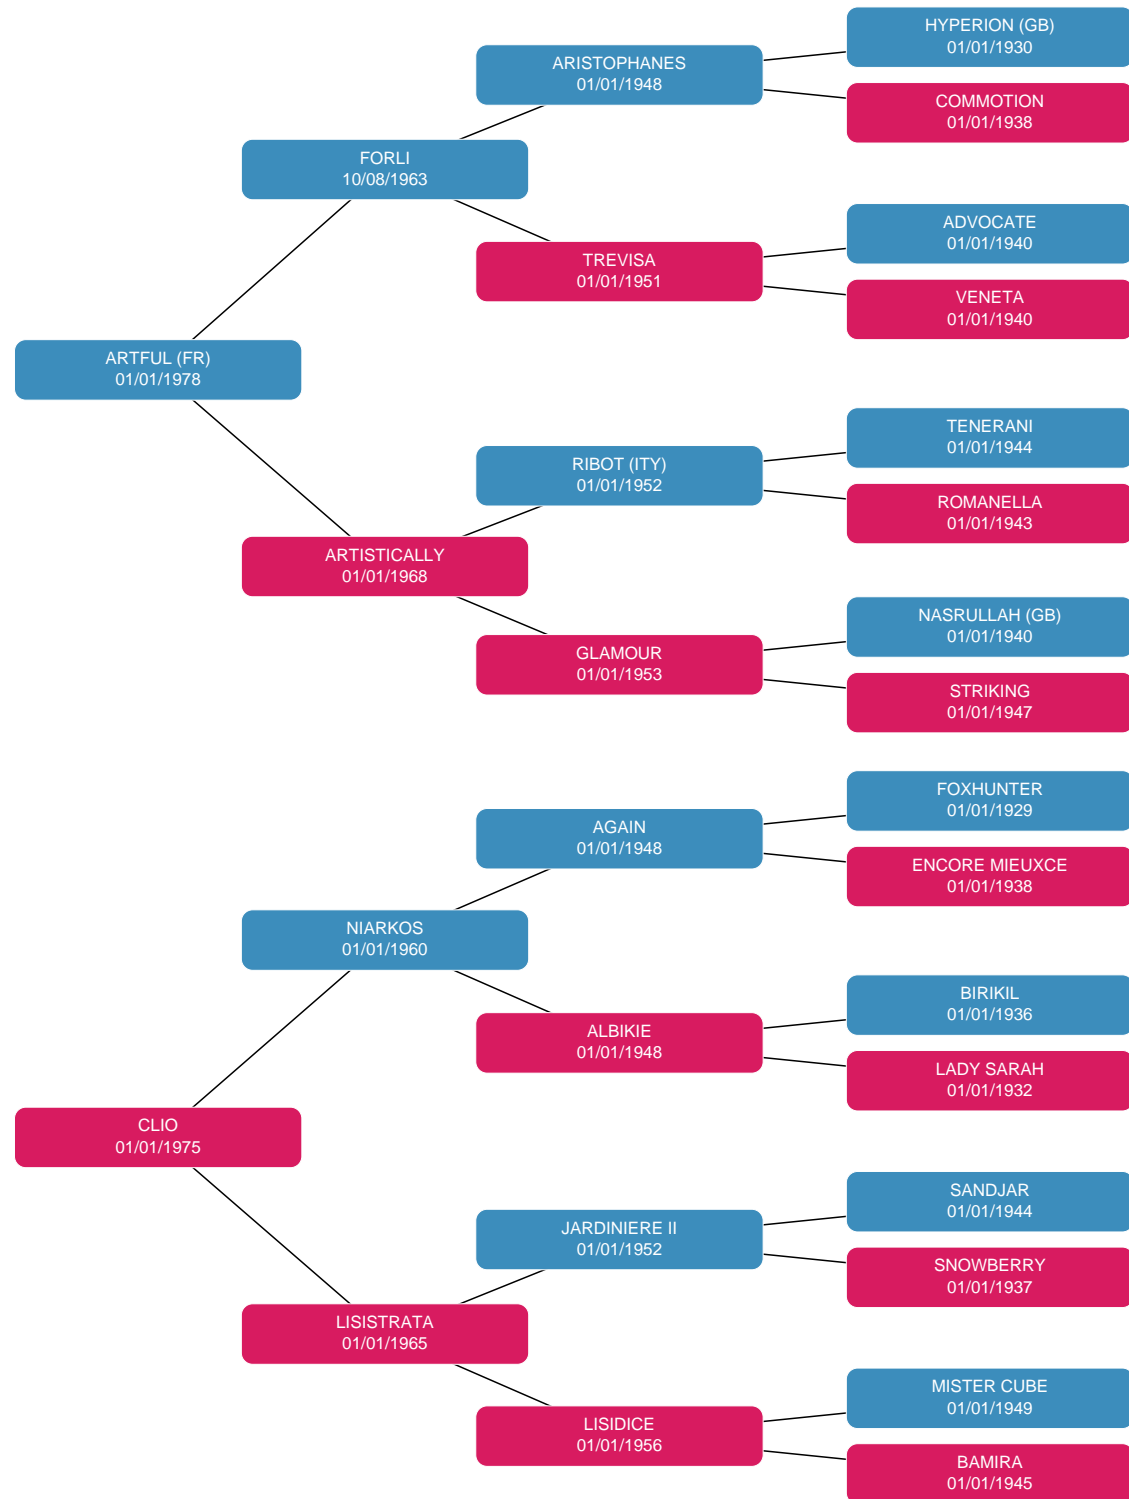 HYPERION (GB)
01/01/1930
ARISTOPHANES
01/01/1948
COMMOTION
01/01/1938
FORLI
10/08/1963
ADVOCATE
01/01/1940
TREVISA
01/01/1951
VENETA
01/01/1940
ARTFUL (FR)
01/01/1978
TENERANI
01/01/1944
RIBOT (ITY)
01/01/1952
ROMANELLA
01/01/1943
ARTISTICALLY
01/01/1968
NASRULLAH (GB)
01/01/1940
GLAMOUR
01/01/1953
STRIKING
01/01/1947
FOXHUNTER
01/01/1929
AGAIN
01/01/1948
ENCORE MIEUXCE
01/01/1938
NIARKOS
01/01/1960
BIRIKIL
01/01/1936
ALBIKIE
01/01/1948
LADY SARAH
01/01/1932
CLIO
01/01/1975
SANDJAR
01/01/1944
JARDINIERE II
01/01/1952
SNOWBERRY
01/01/1937
LISISTRATA
01/01/1965
MISTER CUBE
01/01/1949
LISIDICE
01/01/1956
BAMIRA
01/01/1945